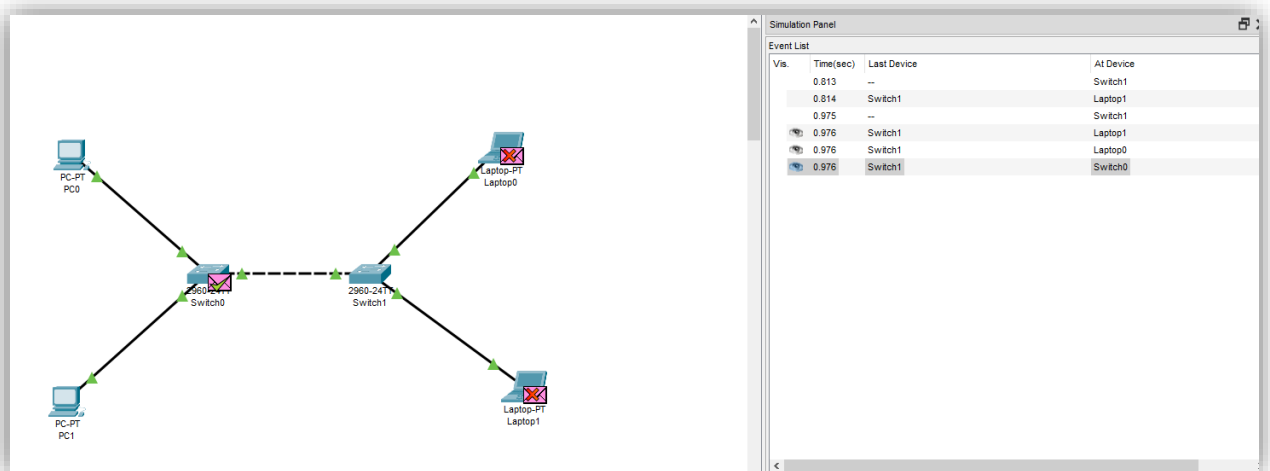 Simulation Panel
Event List
Vis. Time(sec) Last Device At Device
0.813 -- Switch1
0.814 Switch1 Laptop1
0.975 -- Switch1
0.976 Switch1 Laptop1
0.976 Switch1 Laptop0
0.976 Switch1 Switch0
PC-PT
PC0
Laptop-PT
Laptop0
2960-24TT
Switch0
2960-24TT
Switch1
PC-PT
PC1
Laptop-PT
Laptop1